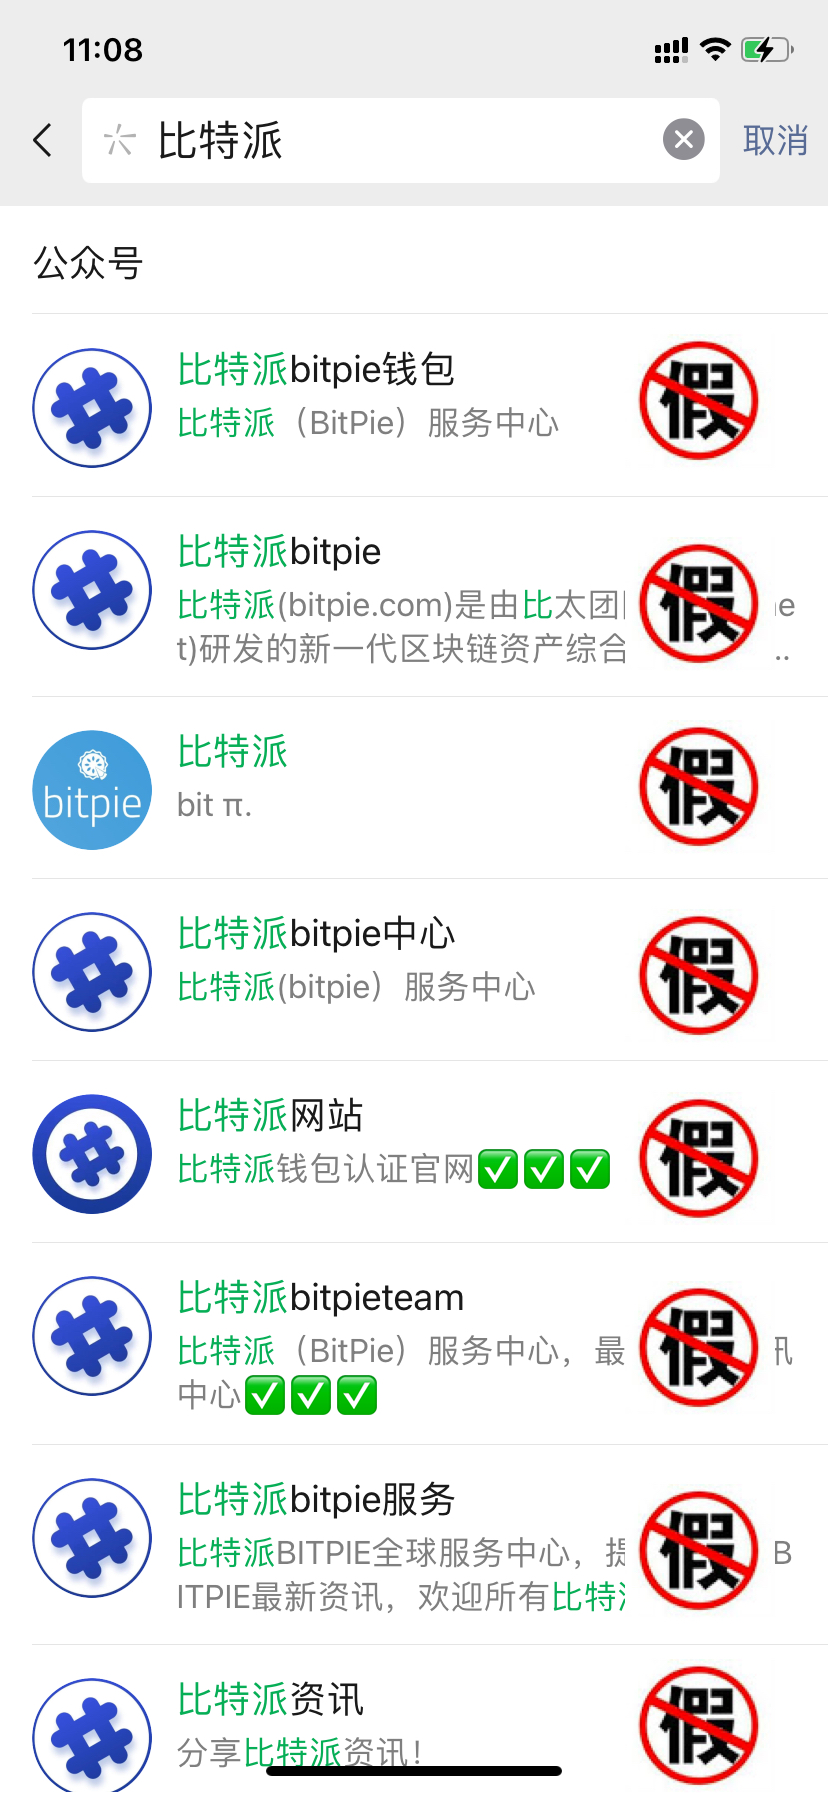 11:08
比特派
取消
公众号
比特派bitpie钱包
比特派（BitPie）服务中心
假
比特派bitpie
比特派(bitpie.com)是由比太团 e
t)研发的新一代区块链资产综合 ..
假
bitpie
比特派
bit π.
假
比特派bitpie中心
比特派(bitpie）服务中心
假
比特派网站
比特派钱包认证官网✅✅✅
假
比特派bitpieteam
比特派（BitPie）服务中心，最 讯
中心✅✅✅
假
比特派bitpie服务
比特派BITPIE全球服务中心，提 B
ITPIE最新资讯，欢迎所有比特派
假
比特派资讯
分享比特派资讯！
假